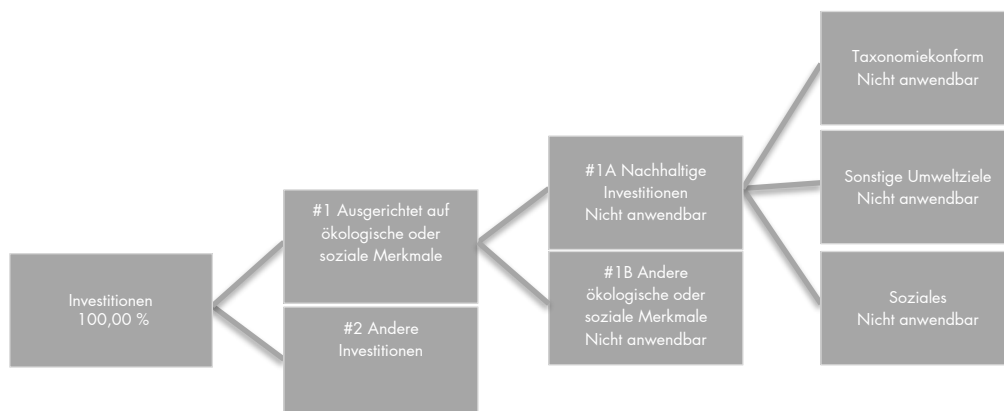 Investitionen
100,00 %
#1 Ausgerichtet auf
ökologische oder
soziale Merkmale
#2 Andere
Investitionen
#1A Nachhaltige
Investitionen
Nicht anwendbar
#1B Andere
ökologische oder
soziale Merkmale
Nicht anwendbar
Taxonomiekonform
Nicht anwendbar
Sonstige Umweltziele
Nicht anwendbar
Soziales
Nicht anwendbar